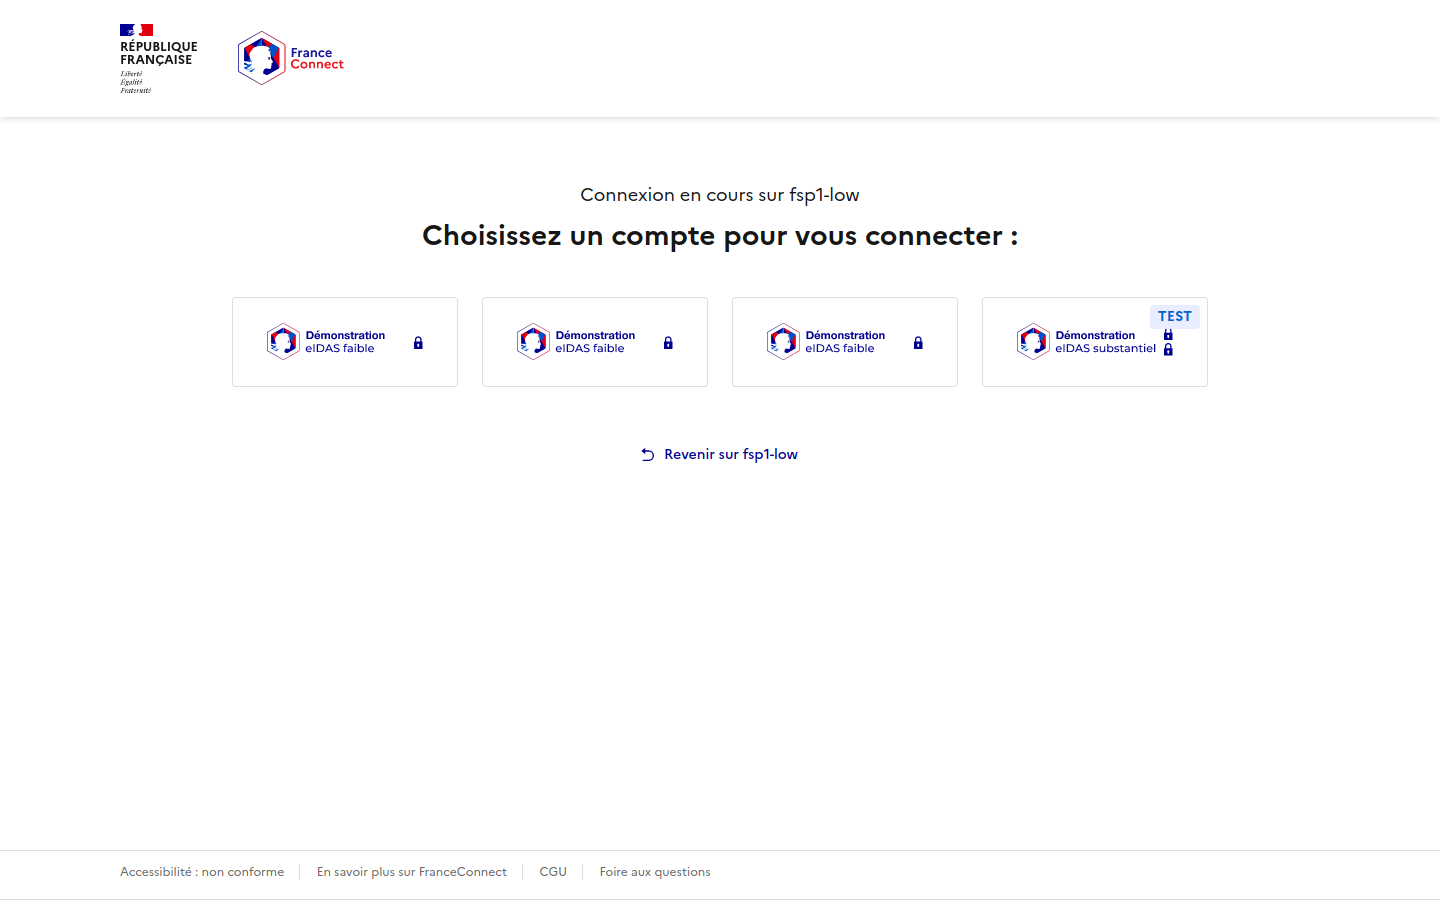 RÉPUBLIQUE
FRANÇAISE
Liberté
Égalité
Fraternité
France
Connect
Connexion en cours sur fsp1-low
Choisissez un compte pour vous connecter :
Démonstration
eIDAS faible
Démonstration
eIDAS faible
Démonstration
eIDAS faible
TEST
Démonstration
eIDAS substantiel
Revenir sur fsp1-low
Accessibilité : non conforme
En savoir plus sur FranceConnect
CGU
Foire aux questions